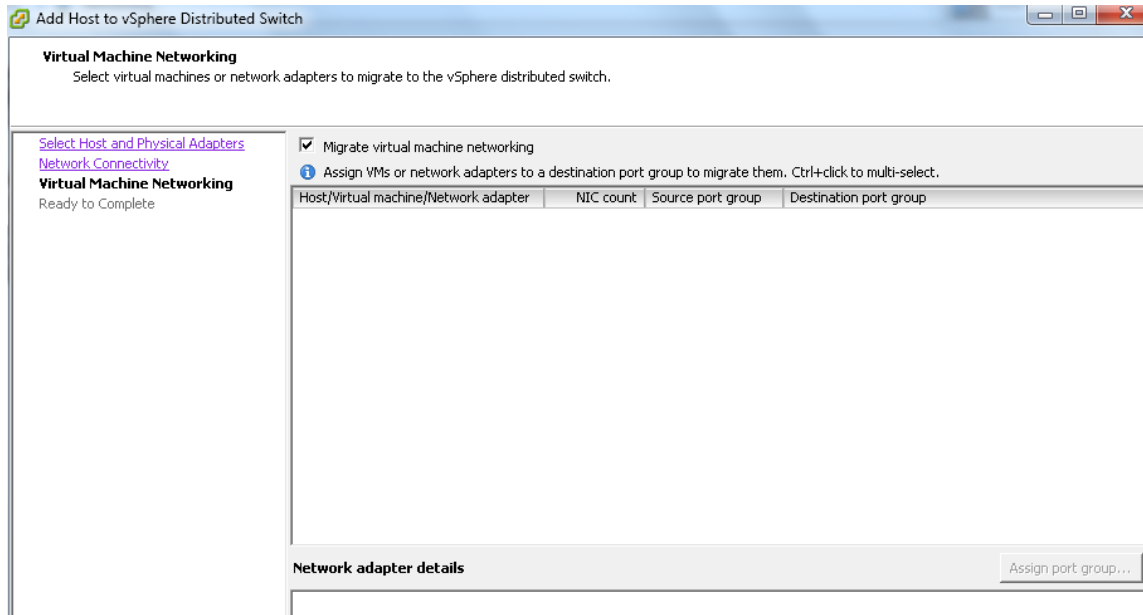 Add Host to vSphere Distributed Switch
Virtual Machine Networking
Select virtual machines or network adapters to migrate to the vSphere distributed switch.
Select Host and Physical Adapters
Network Connectivity
Virtual Machine Networking
Ready to Complete
Migrate virtual machine networking
Assign VMs or network adapters to a destination port group to migrate them. Ctrl+click to multi-select.
Host/Virtual machine/Network adapter NIC count Source port group Destination port group
Network adapter details Assign port group...